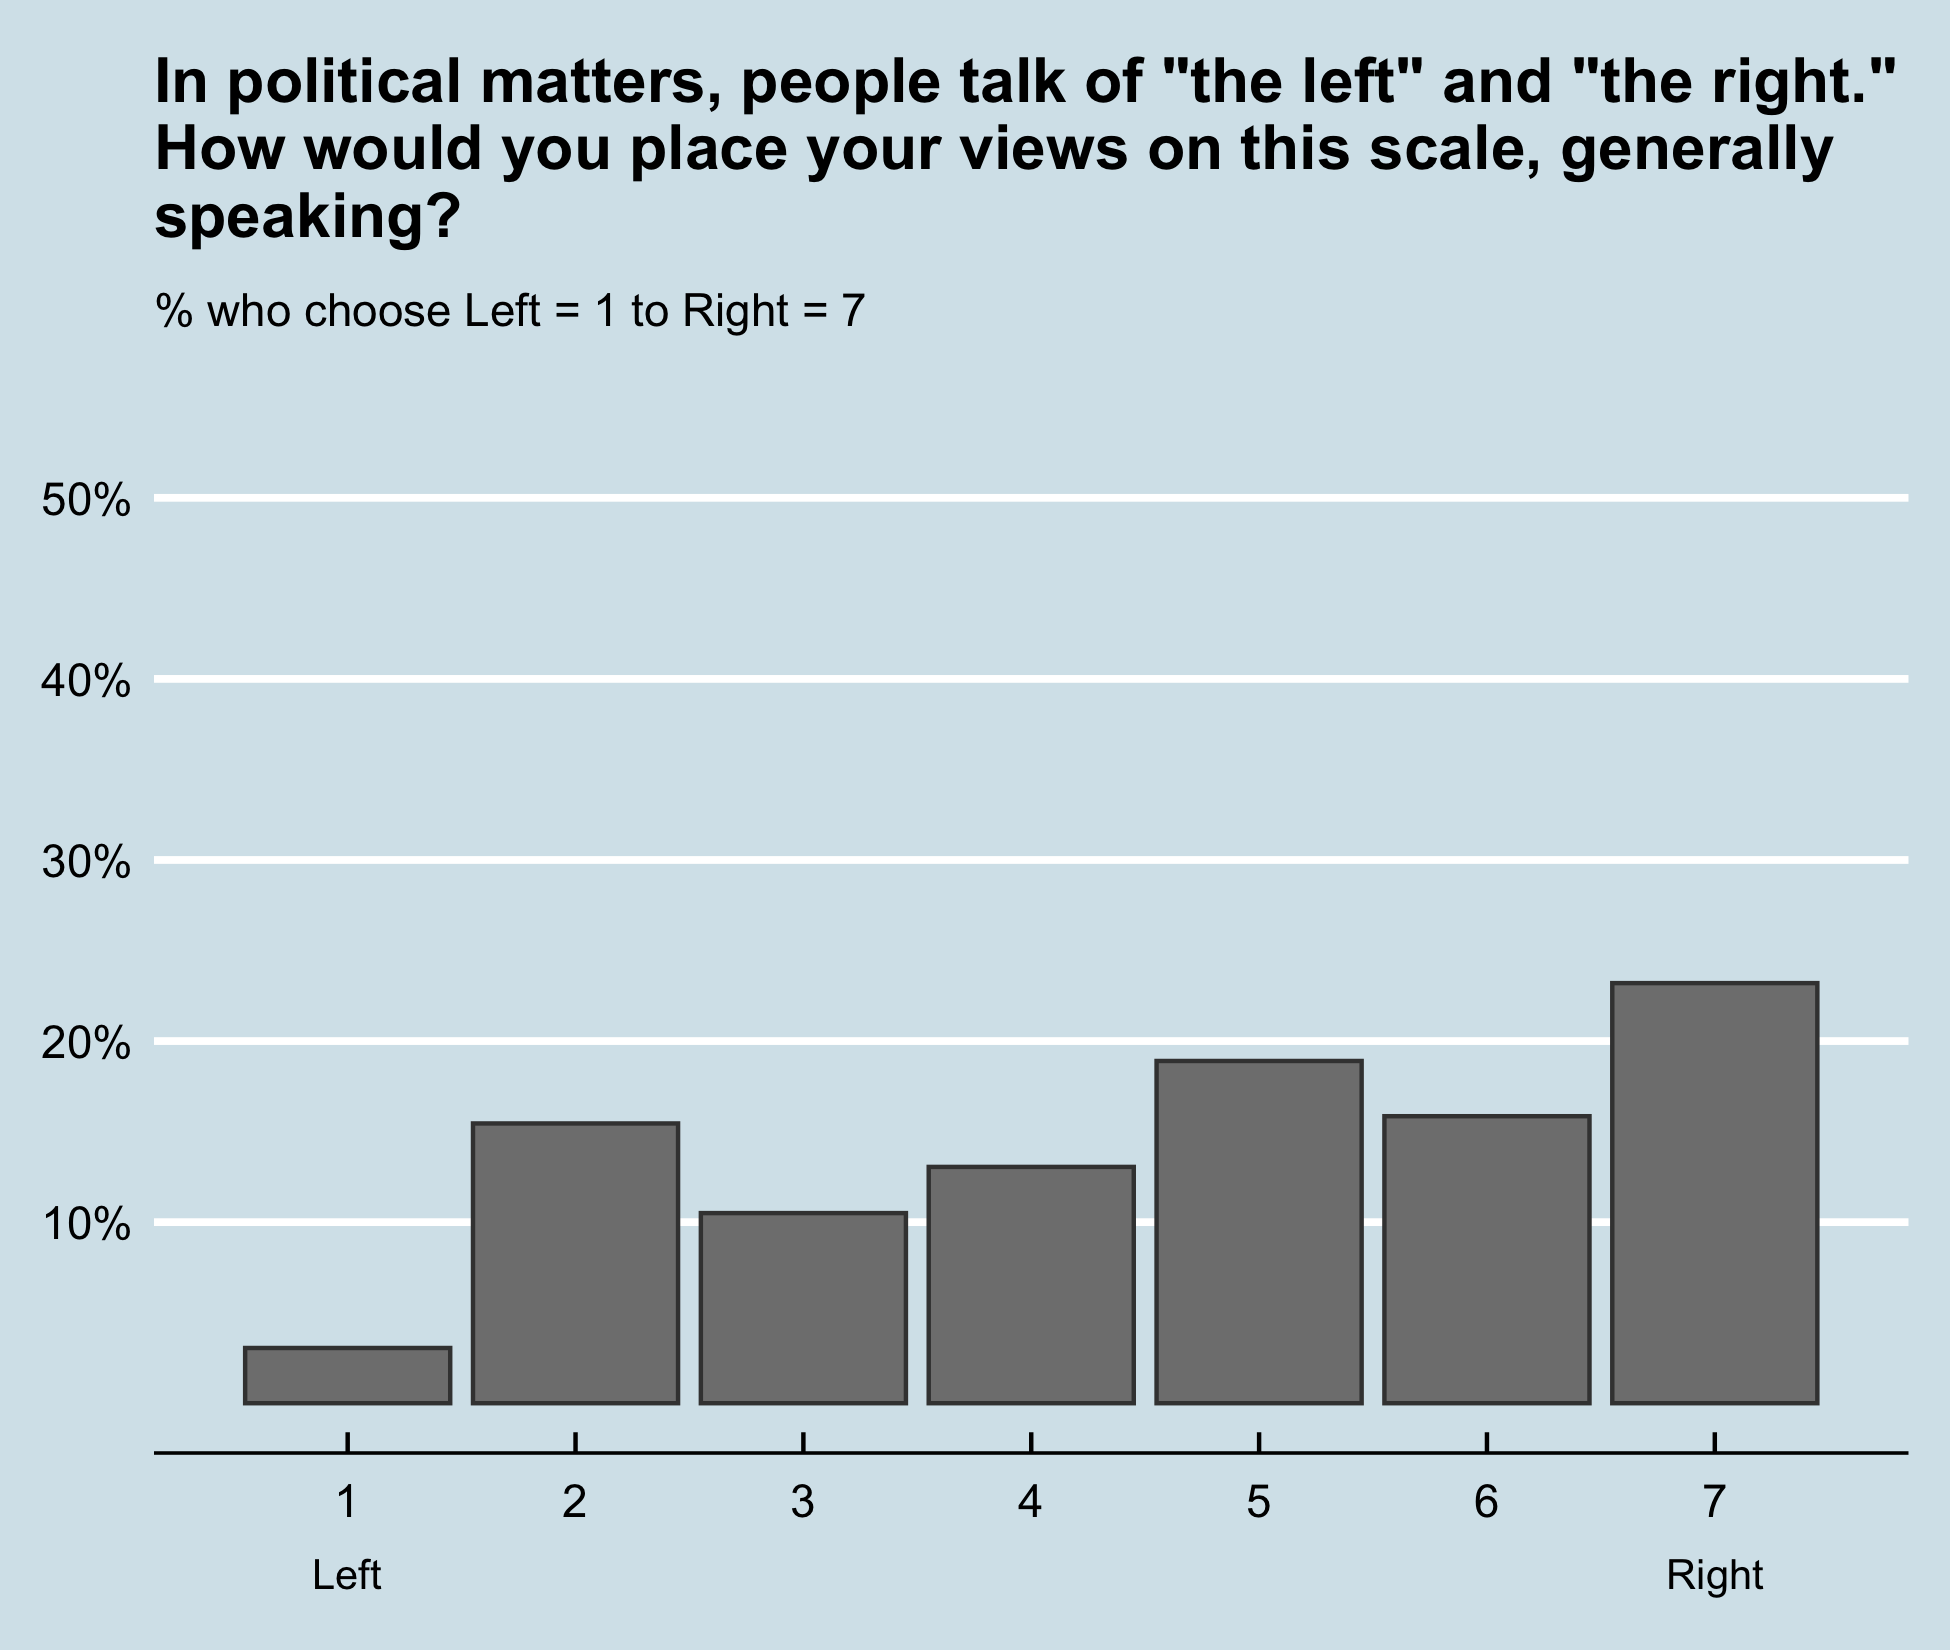 In political matters, people talk of "the left" and "the right."
How would you place your views on this scale, generally
speaking?
% who choose Left = 1 to Right = 7
50%
40%
30%
20%
10%
1 2 3 4 5 6 7
Left Right